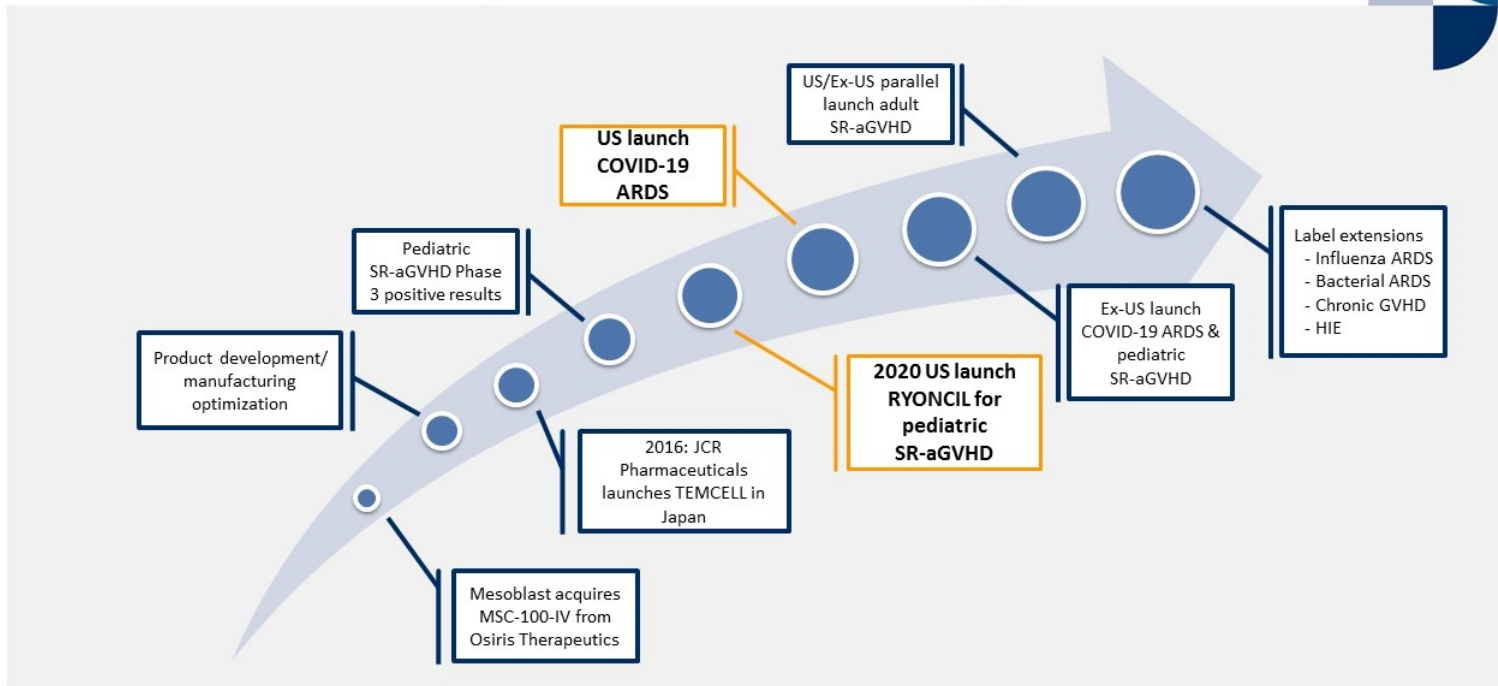 Mesoblast acquires
MSC-100-IV from
Osiris Therapeutics
Product development/
manufacturing
optimization
2016: JCR
Pharmaceuticals
launches TEMCELL in
Japan
Pediatric
SR-aGVHD Phase
3 positive results
2020 US launch
RYONCIL for
pediatric
SR-aGVHD
US launch
COVID-19
ARDS
Ex-US launch
COVID-19 ARDS &
pediatric
SR-aGVHD
US/Ex-US parallel
launch adult
SR-aGVHD
Label extensions
- Influenza ARDS
- Bacterial ARDS
- Chronic GVHD
- HIE